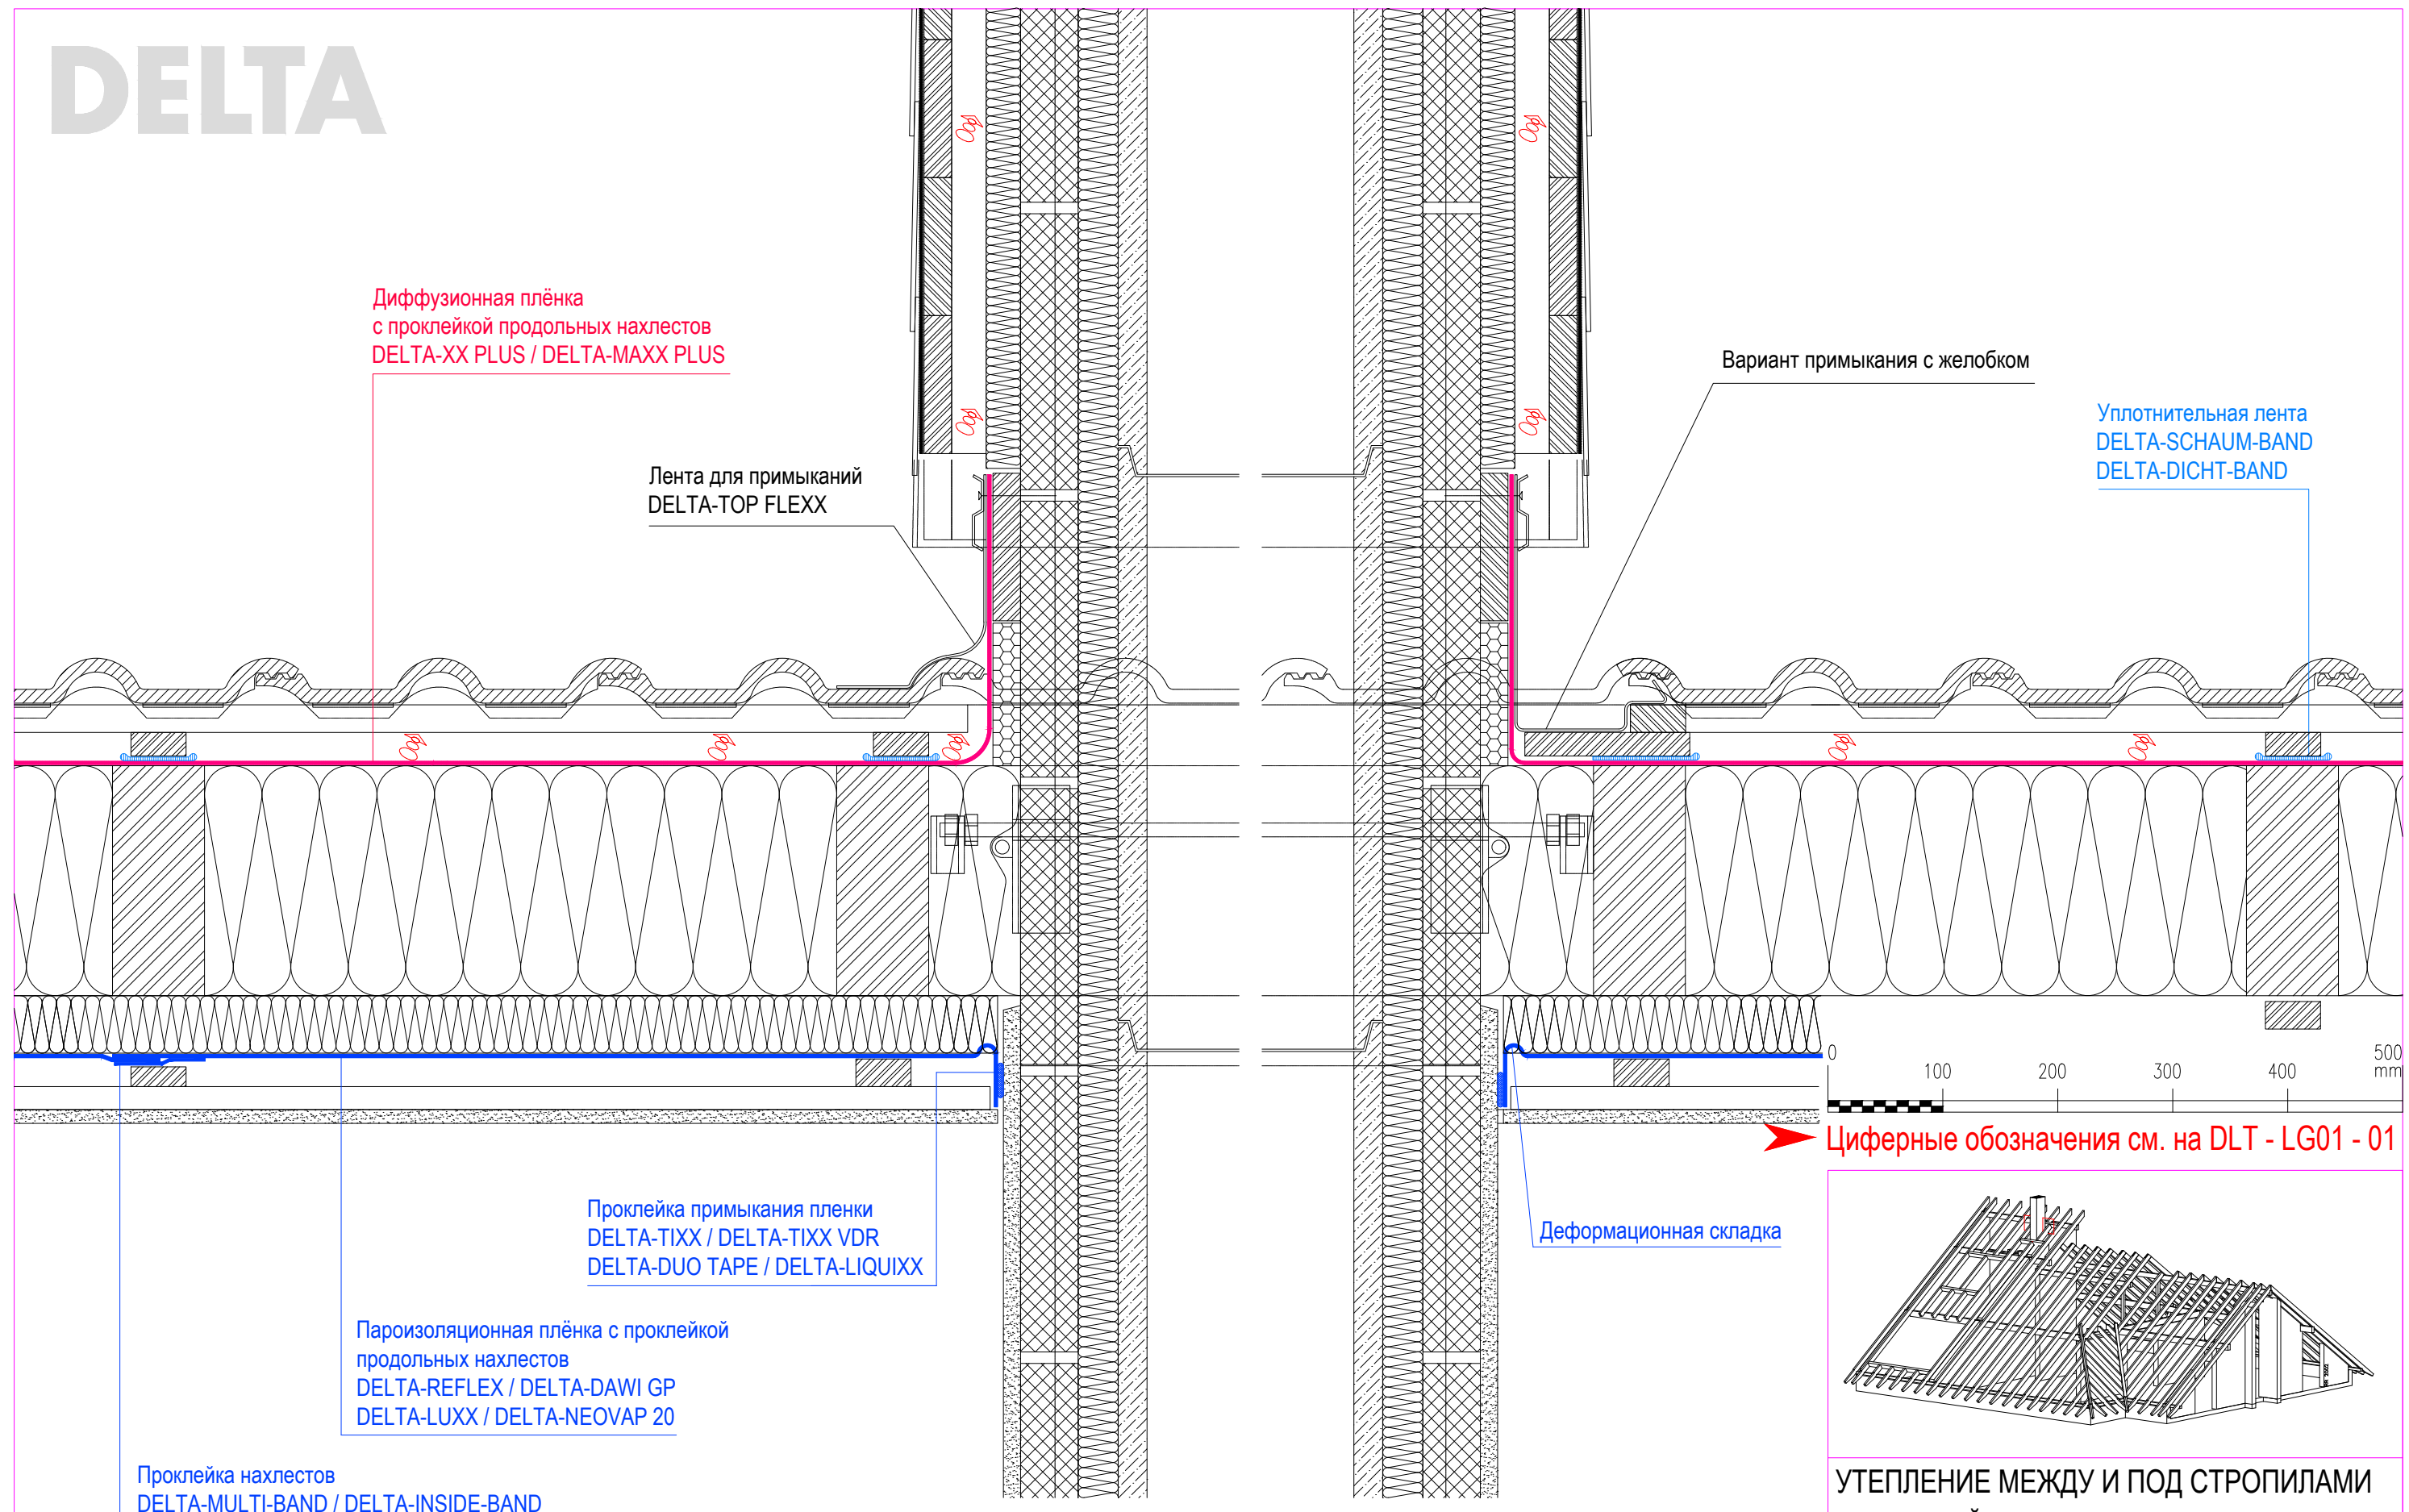 DELTA
Диффузионная плёнка
с проклейкой продольных нахлестов
DELTA-XX PLUS / DELTA-MAXX PLUS
Лента для примыканий
DELTA-TOP FLEXX
Вариант примыкания с желобком
Уплотнительная лента
DELTA-SCHAUM-BAND
DELTA-DICHT-BAND
0
100
200
300
400
500
mm
Циферные обозначения см. на DLT - LG01 - 01
Проклейка примыкания пленки
DELTA-TIXX / DELTA-TIXX VDR
DELTA-DUO TAPE / DELTA-LIQUIXX
Деформационная складка
Пароизоляционная плёнка с проклейкой
продольных нахлестов
DELTA-REFLEX / DELTA-DAWI GP
DELTA-LUXX / DELTA-NEOVAP 20
Проклейка нахлестов
DELTA-MULTI-BAND / DELTA-INSIDE-BAND
УТЕПЛЕНИЕ МЕЖДУ И ПОД СТРОПИЛАМИ